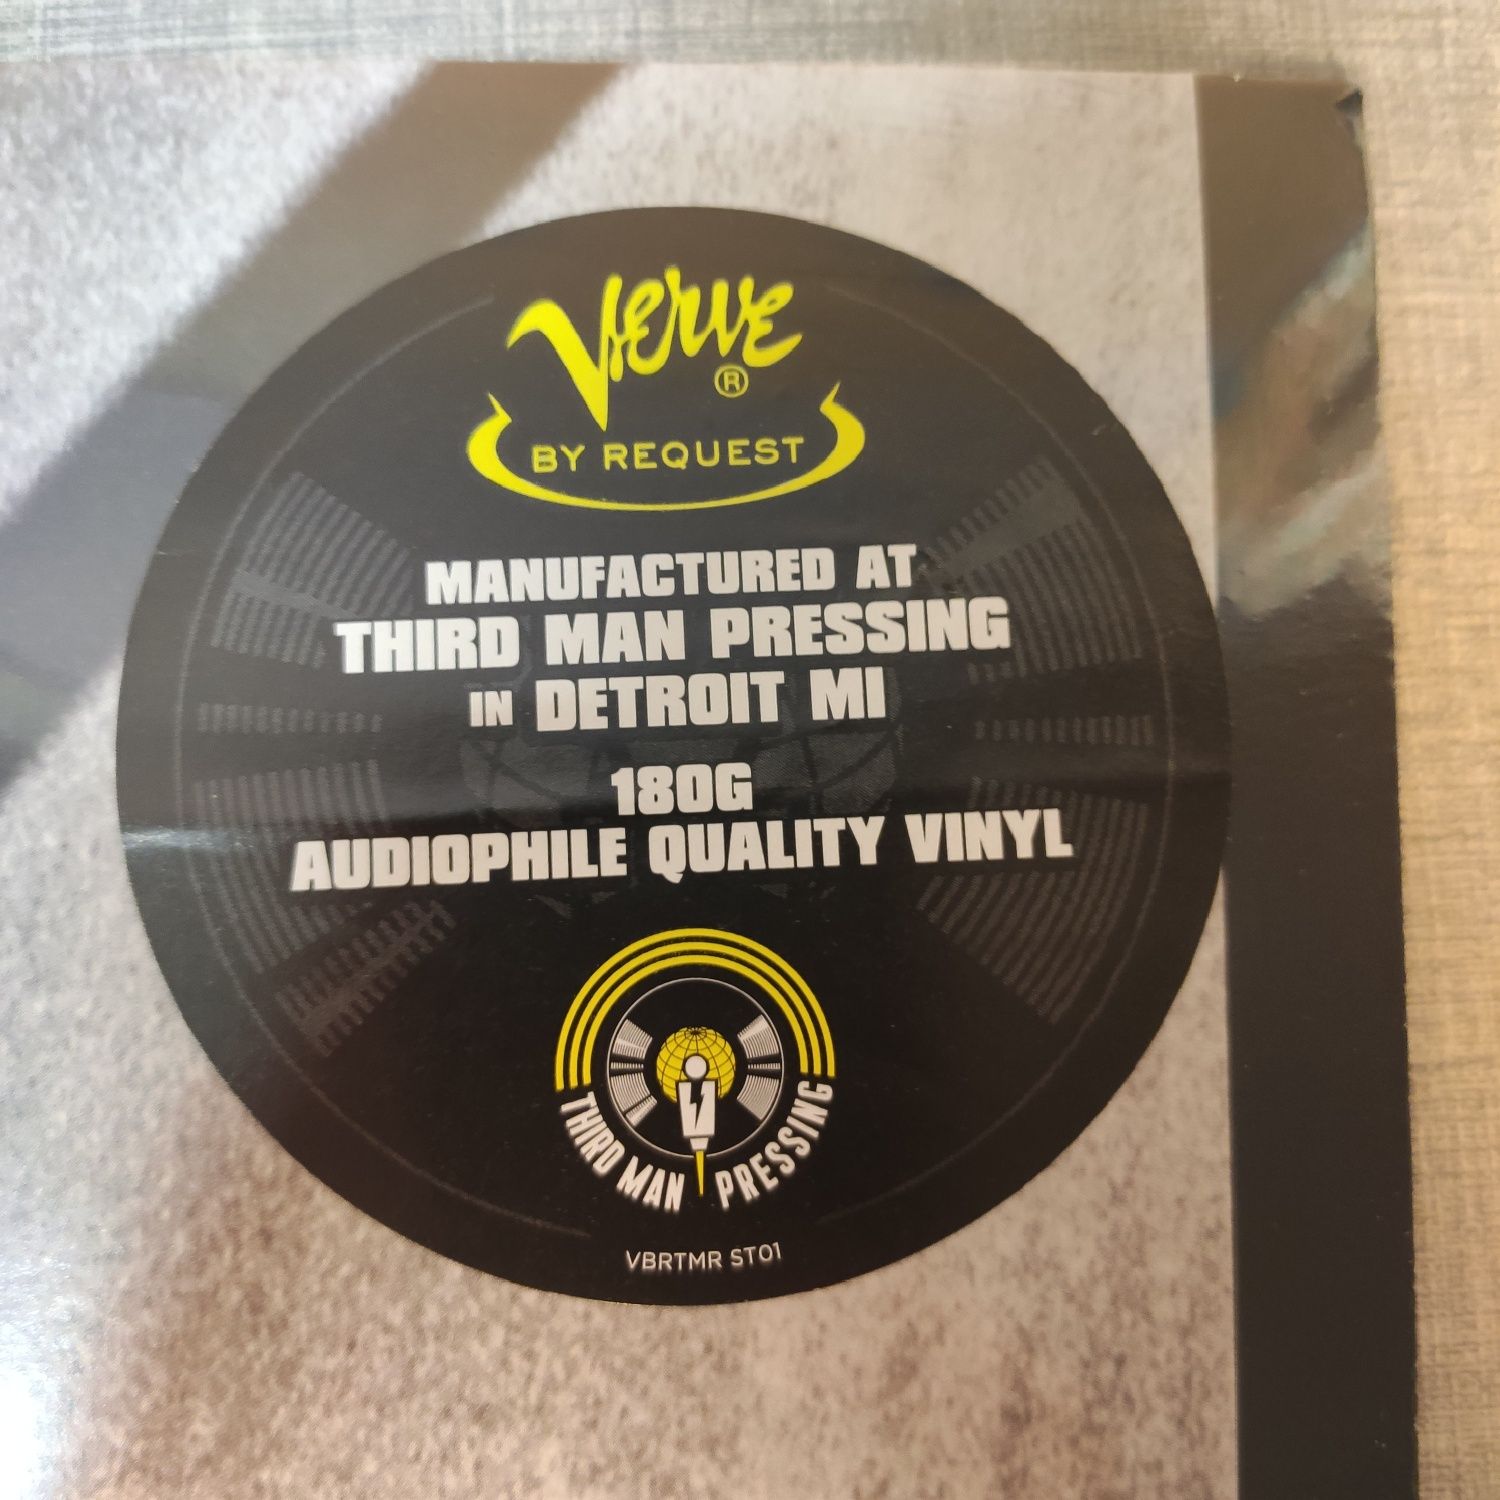 Verve
®
BY REQUEST
MANUFACTURED AT
THIRD MAN PRESSING
IN DETROIT MI
180G
AUDIOPHILE QUALITY VINYL
THIRD MAN PRESSING
VBRTMR ST01